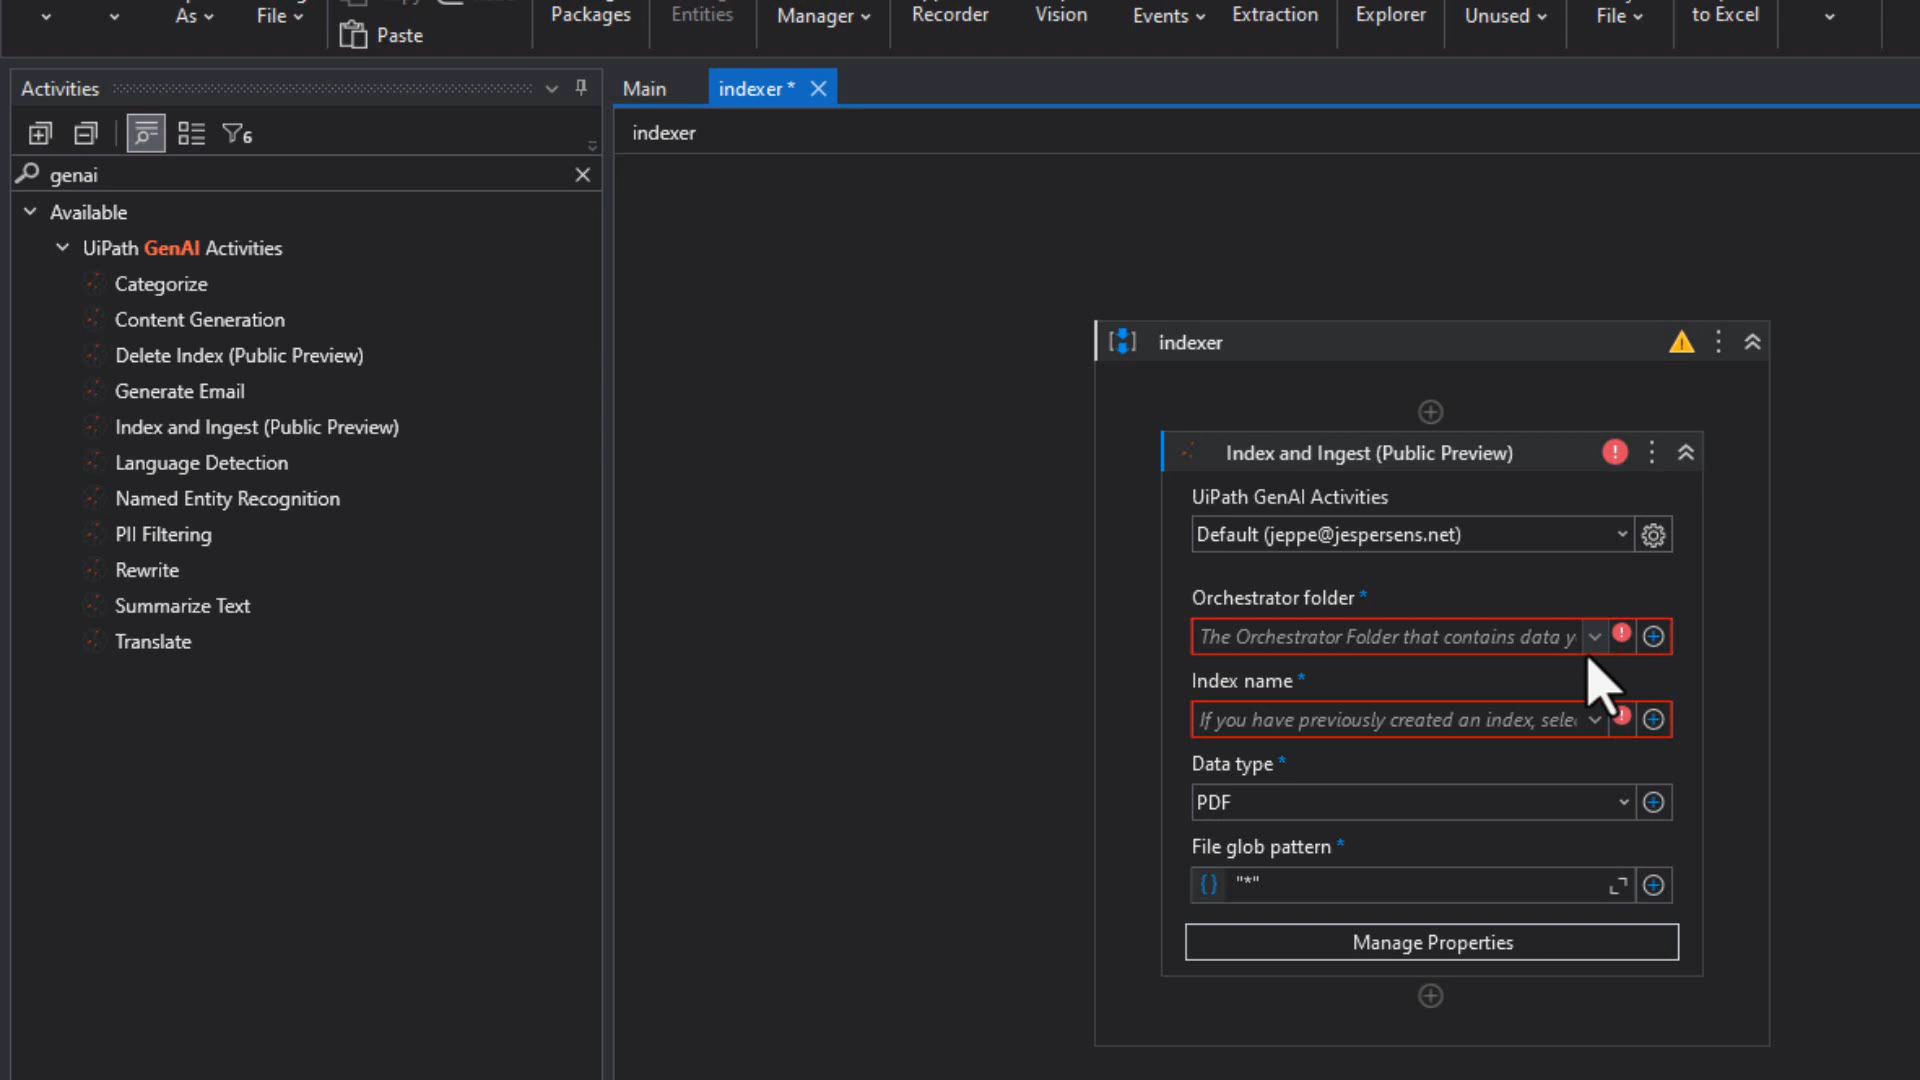 As
File
Paste
Packages
Entities
Manager
Recorder
Vision
Events
Extraction
Explorer
Unused
File
to Excel
Activities
Main
indexer *
6
indexer
genai
Available
UiPath GenAI Activities
Categorize
Content Generation
Delete Index (Public Preview)
Generate Email
Index and Ingest (Public Preview)
Language Detection
Named Entity Recognition
PII Filtering
Rewrite
Summarize Text
Translate
indexer
Index and Ingest (Public Preview)
UiPath GenAI Activities
Default (jeppe@jespersens.net)
Orchestrator folder *
The Orchestrator Folder that contains data y
Index name *
If you have previously created an index, sele
Data type *
PDF
File glob pattern *
{} "*"
Manage Properties